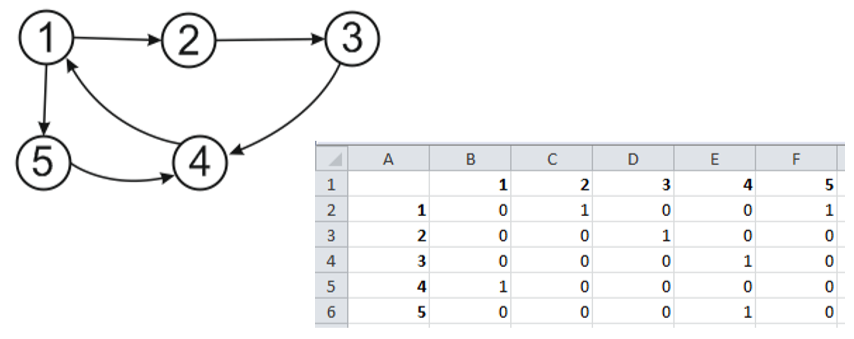 1 2 3
5 4
A B C D E F
1 1 2 3 4 5
2 1 0 1 0 0 1
3 2 0 0 1 0 0
4 3 0 0 0 1 0
5 4 1 0 0 0 0
6 5 0 0 0 1 0